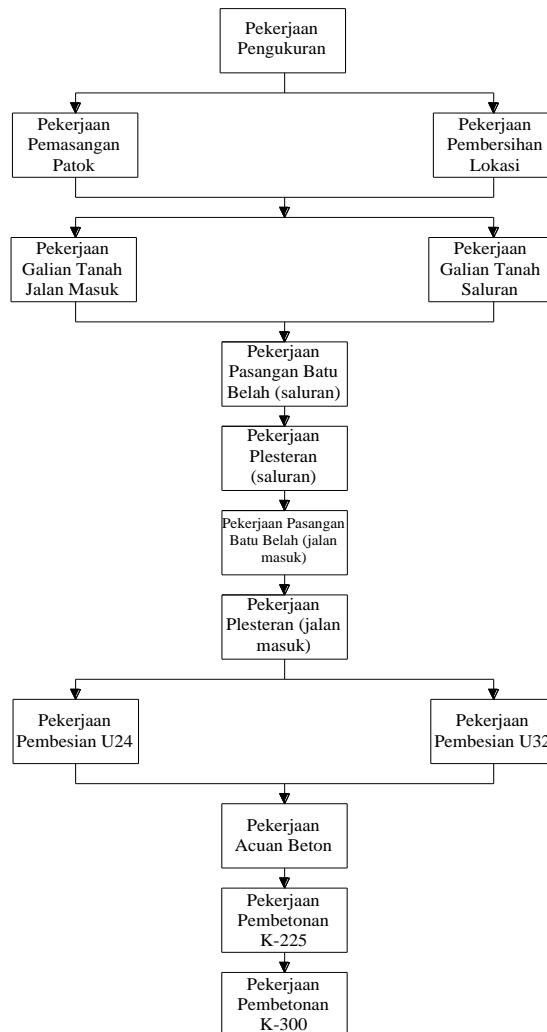 Pekerjaan
Pengukuran
Pekerjaan
Pemasangan
Patok
Pekerjaan
Pembersihan
Lokasi
Pekerjaan
Galian Tanah
Jalan Masuk
Pekerjaan
Galian Tanah
Saluran
Pekerjaan
Pasangan Batu
Belah (saluran)
Pekerjaan
Plesteran
(saluran)
Pekerjaan Pasangan
Batu Belah (jalan
masuk)
Pekerjaan
Plesteran (jalan
masuk)
Pekerjaan
Pembesian U24
Pekerjaan
Pembesian U32
Pekerjaan
Acuan Beton
Pekerjaan
Pembetonan
K-225
Pekerjaan
Pembetonan
K-300